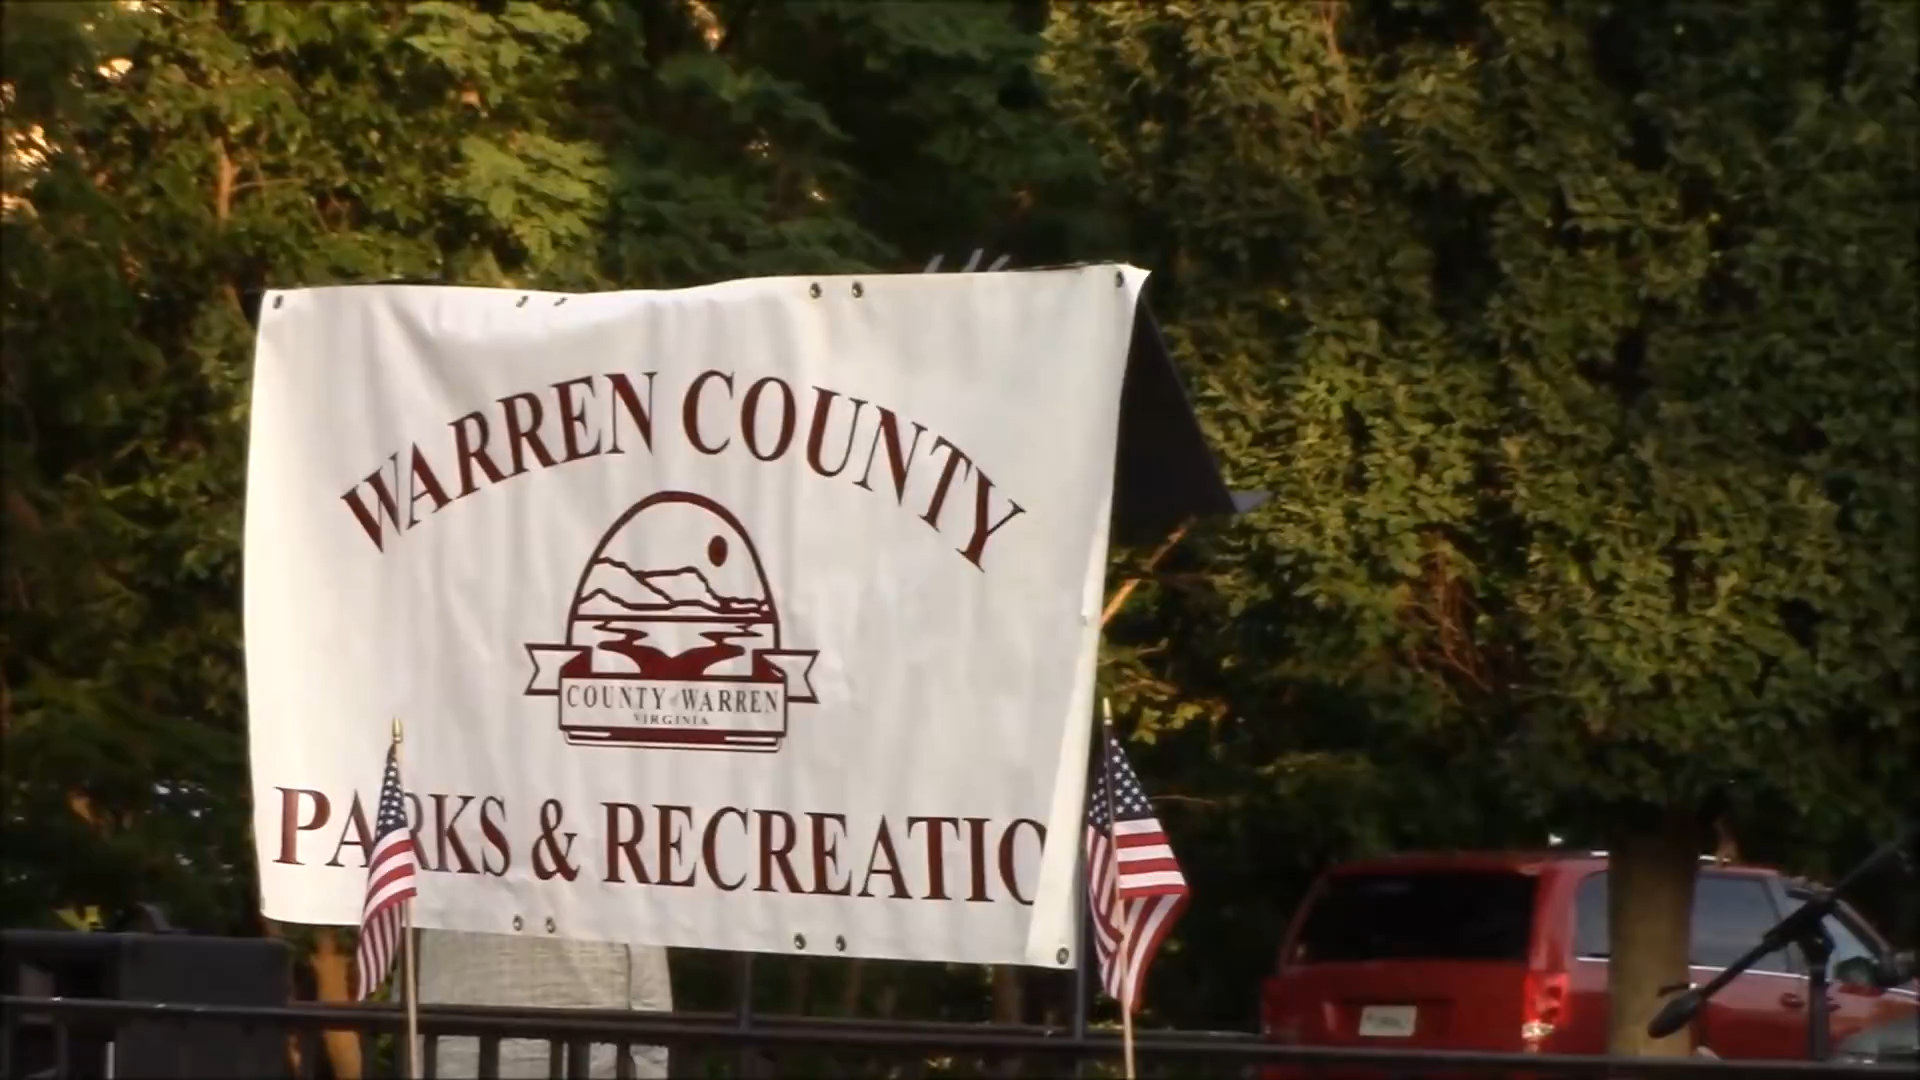 WARREN COUNTY
COUNTY of WARREN
VIRGINIA
PARKS & RECREATIO